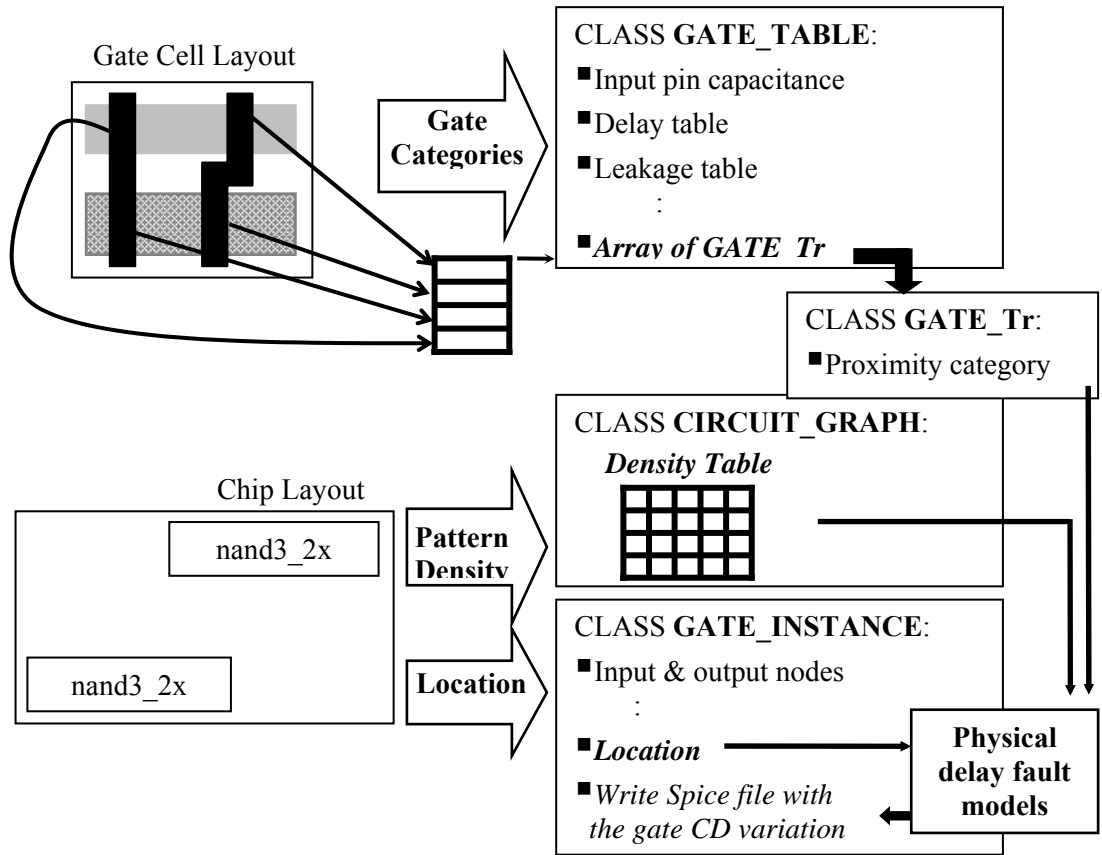 Gate Cell Layout
Gate
Categories
CLASS GATE_TABLE:
■Input pin capacitance
■Delay table
■Leakage table
:
■Array of GATE_Tr
CLASS GATE_Tr:
■Proximity category
CLASS CIRCUIT_GRAPH:
Density Table
Chip Layout
nand3_2x
nand3_2x
Pattern
Density
Location
CLASS GATE_INSTANCE:
■Input & output nodes
:
■Location
■Write Spice file with
the gate CD variation
Physical
delay fault
models